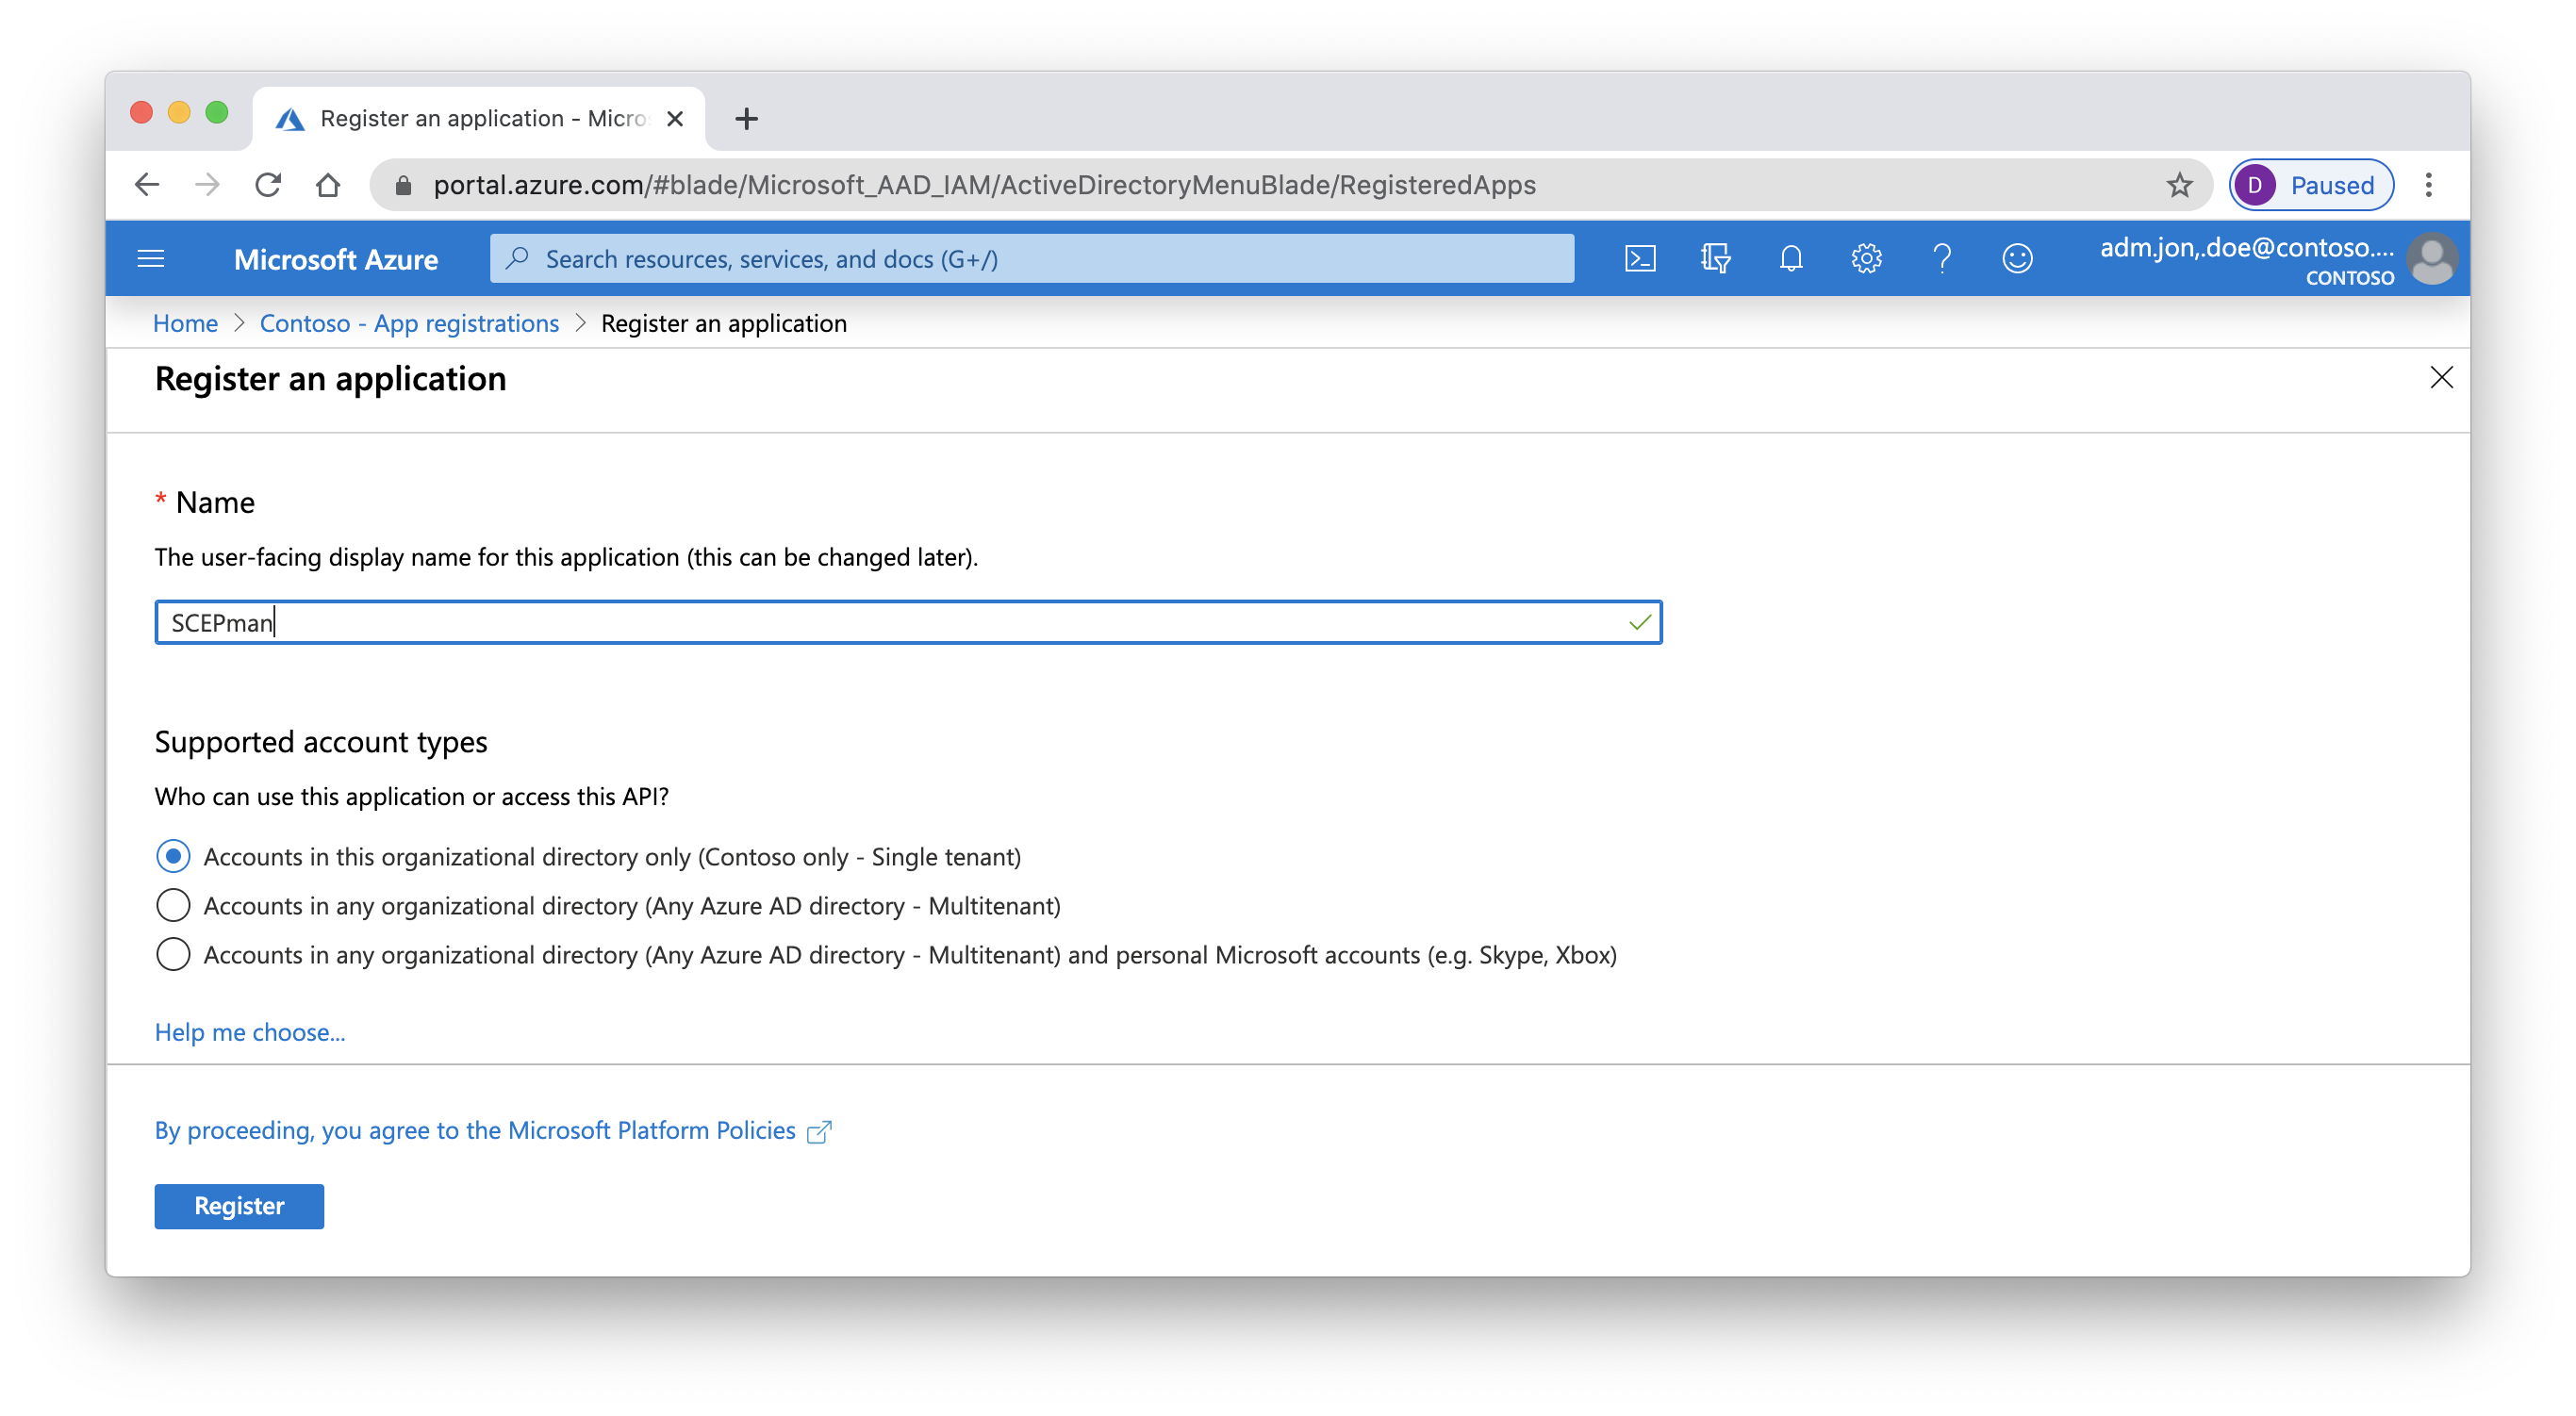 Register an application - Micros
portal.azure.com/#blade/Microsoft_AAD_IAM/ActiveDirectoryMenuBlade/RegisteredApps
D Paused
Microsoft Azure
Search resources, services, and docs (G+/)
adm.jon,.doe@contoso....
CONTOSO
Home > Contoso - App registrations > Register an application
Register an application
* Name
The user-facing display name for this application (this can be changed later).
SCEPman
Supported account types
Who can use this application or access this API?
Accounts in this organizational directory only (Contoso only - Single tenant)
Accounts in any organizational directory (Any Azure AD directory - Multitenant)
Accounts in any organizational directory (Any Azure AD directory - Multitenant) and personal Microsoft accounts (e.g. Skype, Xbox)
Help me choose...
By proceeding, you agree to the Microsoft Platform Policies
Register